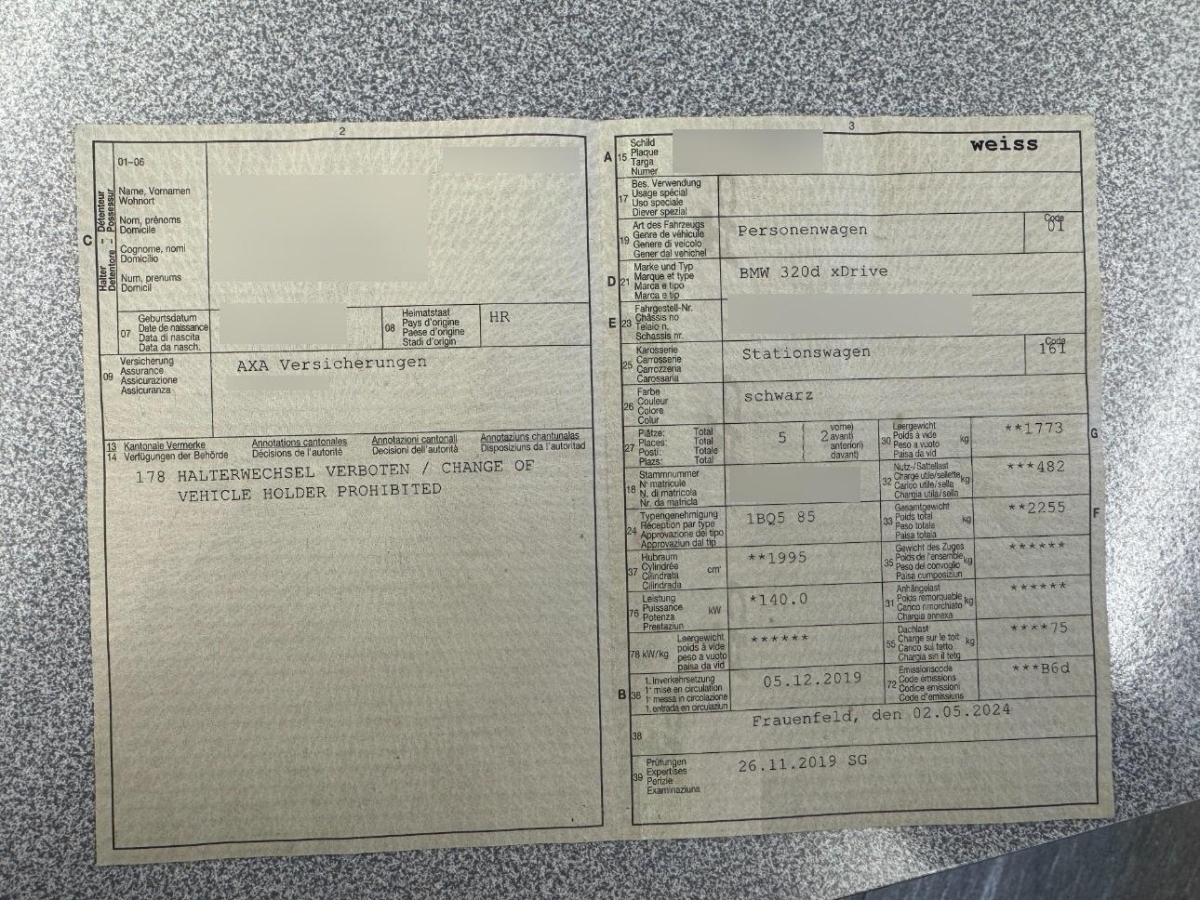 2
C
Halter - Détenteur
Detentore - Possessur
01–06
Name, Vornamen
Wohnort
Nom, prénoms
Domicile
Cognome, nomi
Domicilio
Num, prenums
Domicil
07
Geburtsdatum
Date de naissance
Data di nascita
Data da nasch.
08
Heimatstaat
Pays d'origine
Paese d'origine
Stadi d'origin
HR
09
Versicherung
Assurance
Assicurazione
Assicuranza
AXA Versicherungen
13 Kantonale Vermerke
14 Verfügungen der Behörde
Annotations cantonales
Décisions de l'autorité
Annotazioni cantonali
Decisioni dell'autorità
Annotaziuns chantunalas
Disposiziuns da l'autoritad
178 HALTERWECHSEL VERBOTEN / CHANGE OF
VEHICLE HOLDER PROHIBITED
3
A 15
Schild
Plaque
Targa
Numer
weiss
17
Bes. Verwendung
Usage spécial
Uso speciale
Diever spezial
19
Art des Fahrzeugs
Genre de véhicule
Genere di veicolo
Gener dal vehichel
Personenwagen
Code
01
D 21
Marke und Typ
Marque et type
Marca e tipo
Marca e tip
BMW 320d xDrive
E 23
Fahrgestell-Nr.
Châssis no
Telaio n.
Schassis nr.
25
Karosserie
Carrosserie
Carrozzeria
Carossaria
Stationswagen
Code
161
26
Farbe
Couleur
Colore
Colur
schwarz
27
Plätze: Total
Places: Total
Posti: Totale
Plazs: Total
5
2
vorne)
avant)
anteriori)
davant)
30
Leergewicht
Poids à vide
Peso a vuoto
Paisa da vid
kg
**1773
G
18
Stammnummer
N° matricule
N. di matricola
Nr. da matricla
32
Nutz-/Sattellast
Charge utile/sellette
Carico utile/sella
Chargia utila/sella
kg
***482
24
Typengenehmigung
Réception par type
Approvazione del tipo
Approvaziun dal tip
1BQ5 85
33
Gesamtgewicht
Poids total
Peso totale
Paisa totala
kg
**2255
F
37
Hubraum
Cylindrée
Cilindrata
Cilindrada
cm³
**1995
35
Gewicht des Zuges
Poids de l'ensemble
Peso del convoglio
Paisa cumposiziun
kg
******
76
Leistung
Puissance
Potenza
Prestaziun
kW
*140.0
31
Anhängelast
Poids remorquable
Carico rimorchiato
Chargia annexa
kg
******
78 kW/kg
Leergewicht
poids à vide
peso a vuoto
paisa da vid
******
55
Dachlast
Charge sur le toit
Carico sul tetto
Chargia sin il tetg
kg
****75
B 36
1. Inverkehrsetzung
1re mise en circulation
1a messa in circolazione
1. entrada en circulaziun
05.12.2019
72
Emissionscode
Code émissions
Codice emissioni
Code d'emissiuns
***B6d
38
Frauenfeld, den 02.05.2024
39
Prüfungen
Expertises
Perizie
Examinaziuns
26.11.2019 SG